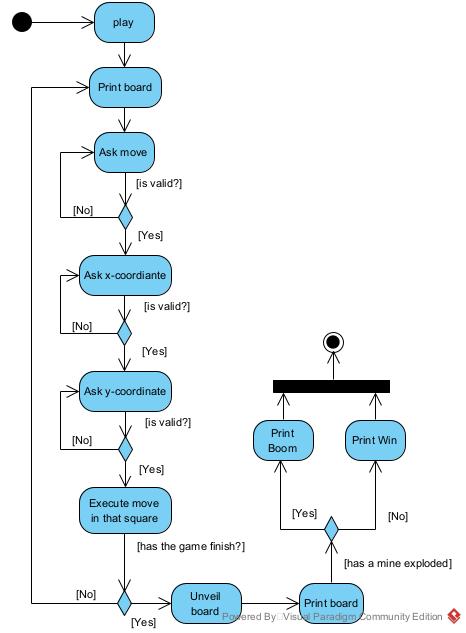 play
Print board
Ask move
[is valid?]
[No]
[Yes]
Ask x-coordiante
[is valid?]
[No]
[Yes]
Ask y-coordinate
[is valid?]
[No]
[Yes]
Execute move
in that square
[has the game finish?]
[No]
[Yes]
Unveil
board
Print board
[has a mine exploded]
[Yes]
[No]
Print
Boom
Print Win
Powered By Visual Paradigm Community Edition